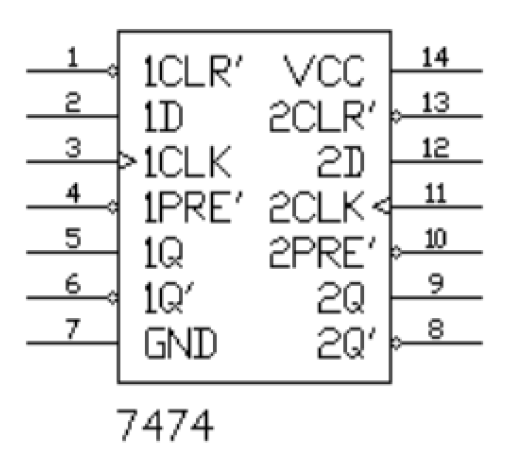 1 1CLR' VCC 14
2 1D 2CLR' 13
3 1CLK 2D 12
4 1PRE' 2CLK 11
5 1Q 2PRE' 10
6 1Q' 2Q 9
7 GND 2Q' 8
7474